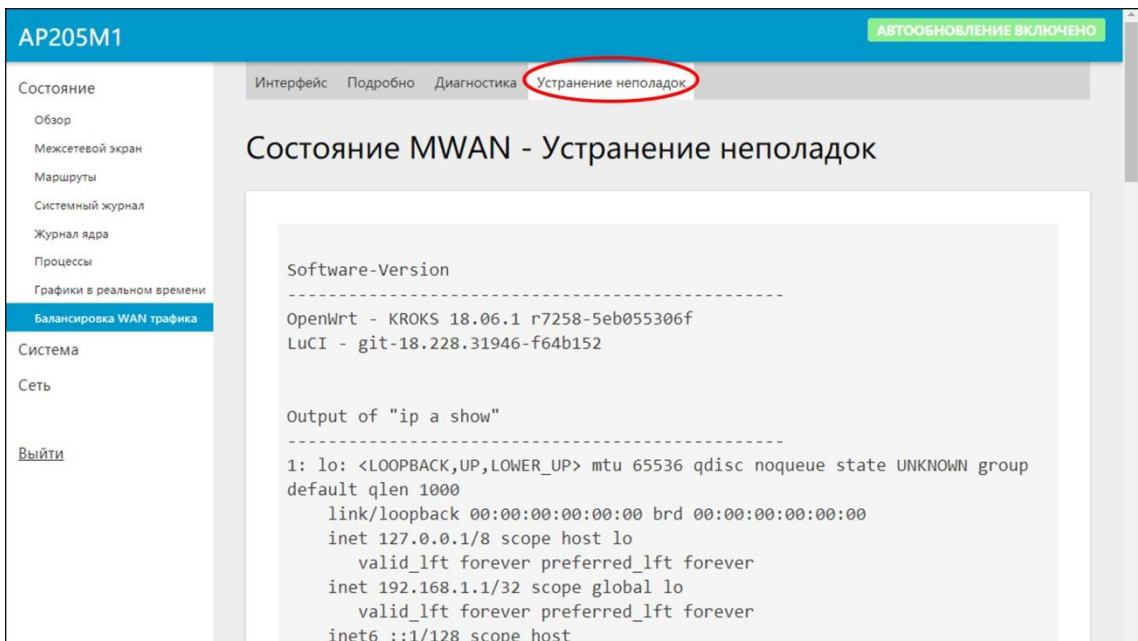 AP205M1
АВТООБНОВЛЕНИЕ ВКЛЮЧЕНО
Состояние
Обзор
Межсетевой экран
Маршруты
Системный журнал
Журнал ядра
Процессы
Графики в реальном времени
Балансировка WAN трафика
Система
Сеть
Выйти
Интерфейс Подробно Диагностика Устранение неполадок
Состояние MWAN - Устранение неполадок
Software-Version
-------------------------------------------------
OpenWrt - KROKS 18.06.1 r7258-5eb055306f
LuCI - git-18.228.31946-f64b152
Output of "ip a show"
-------------------------------------------------
1: lo: <LOOPBACK,UP,LOWER_UP> mtu 65536 qdisc noqueue state UNKNOWN group
default qlen 1000
link/loopback 00:00:00:00:00:00 brd 00:00:00:00:00:00
inet 127.0.0.1/8 scope host lo
valid_lft forever preferred_lft forever
inet 192.168.1.1/32 scope global lo
valid_lft forever preferred_lft forever
inet6 ::1/128 scope host